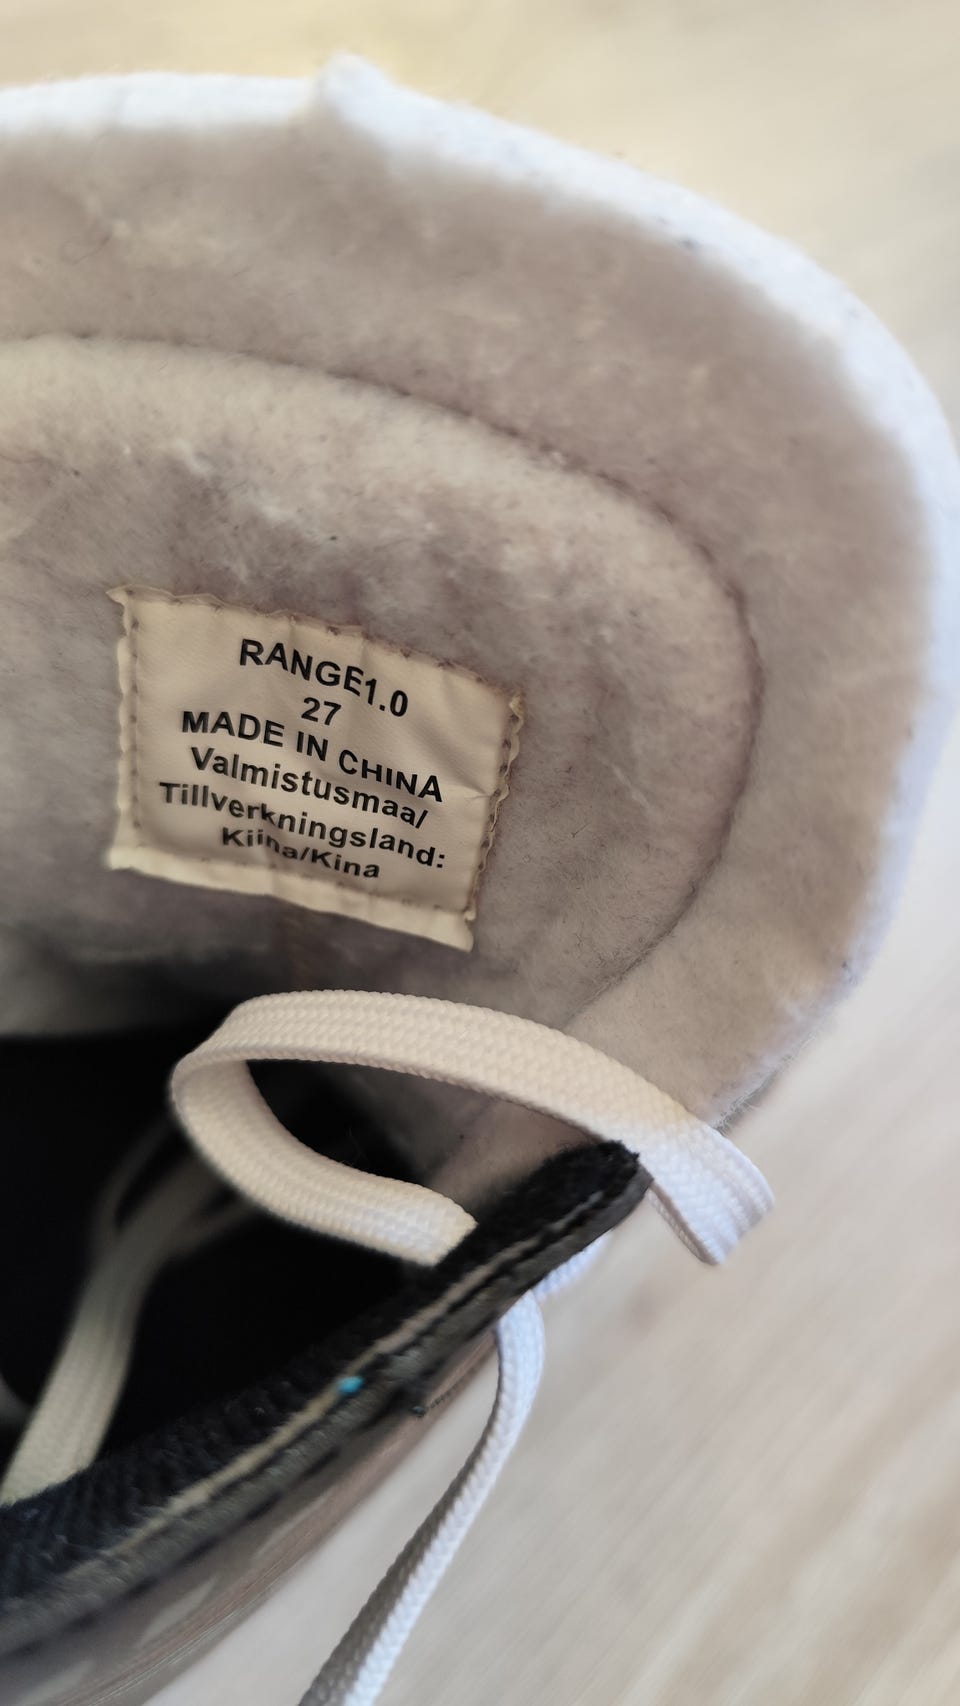 RANGE1.0
27
MADE IN CHINA
Valmistusmaa/
Tillverkningsland:
Kiina/Kina